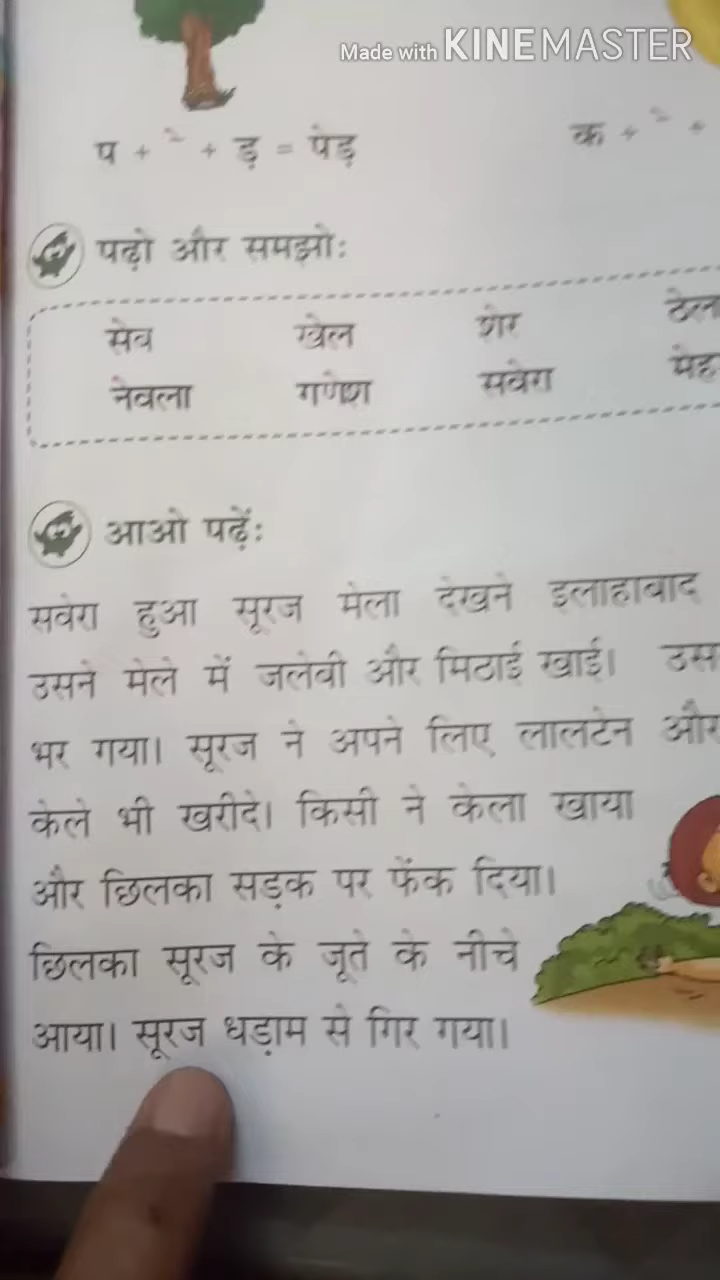 Made with KINEMASTER
प + े + ड़ = पेड़ क + े +
पढ़ो और समझो:
सेब खेल शेर
नेवला गणेश सवेरा
आओ पढ़ें:
सवेरा हुआ सूरज मेला देखने इलाहाबाद
उसने मेले में जलेबी और मिठाई खाई। उस
भर गया। सूरज ने अपने लिए लालटेन और
केले भी खरीदे। किसी ने केला खाया
और छिलका सड़क पर फेंक दिया।
छिलका सूरज के जूते के नीचे
आया। सूरज धड़ाम से गिर गया।